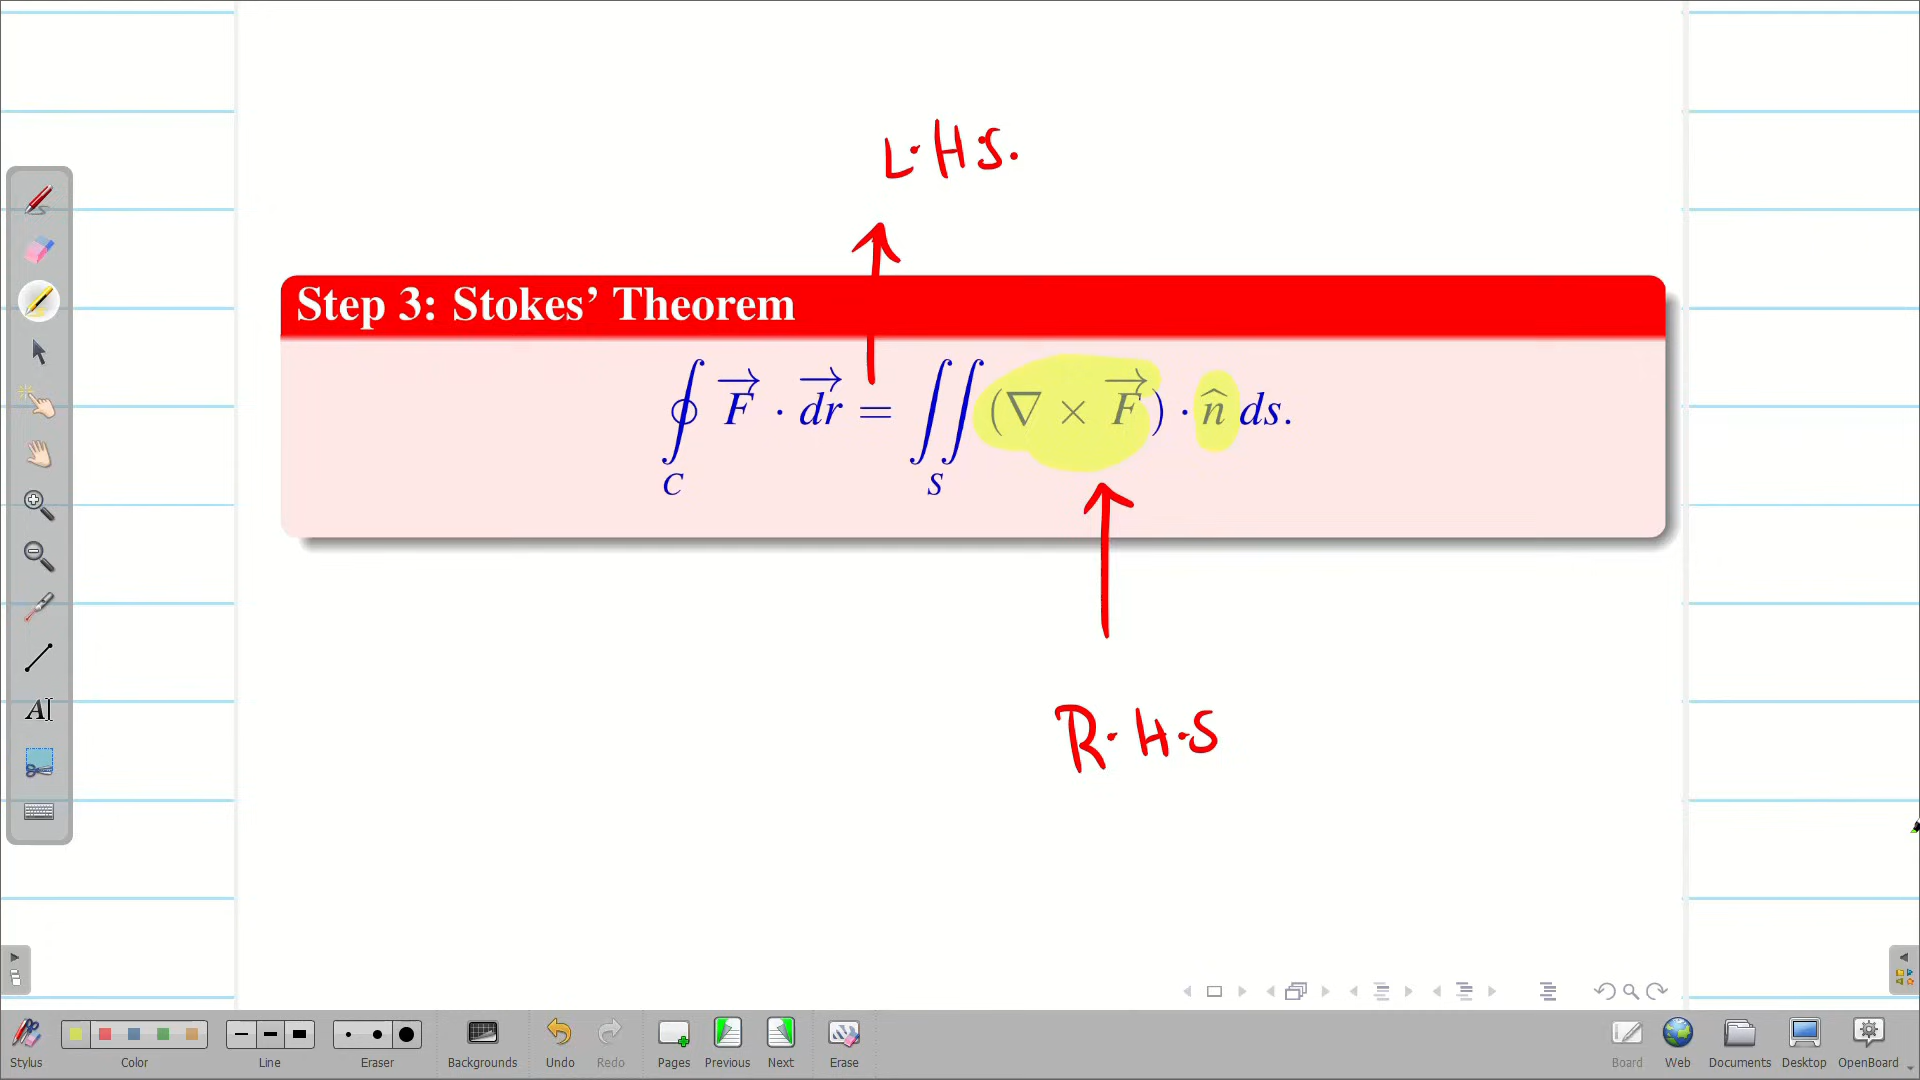 L.H.S.
Step 3: Stokes' Theorem
∮_C F⃗ · d⃗r = ∬_S (∇ × F⃗) · n̂ ds.
R.H.S
Stylus Color Line Eraser Backgrounds Undo Redo Pages Previous Next Erase Board Web Documents Desktop OpenBoard